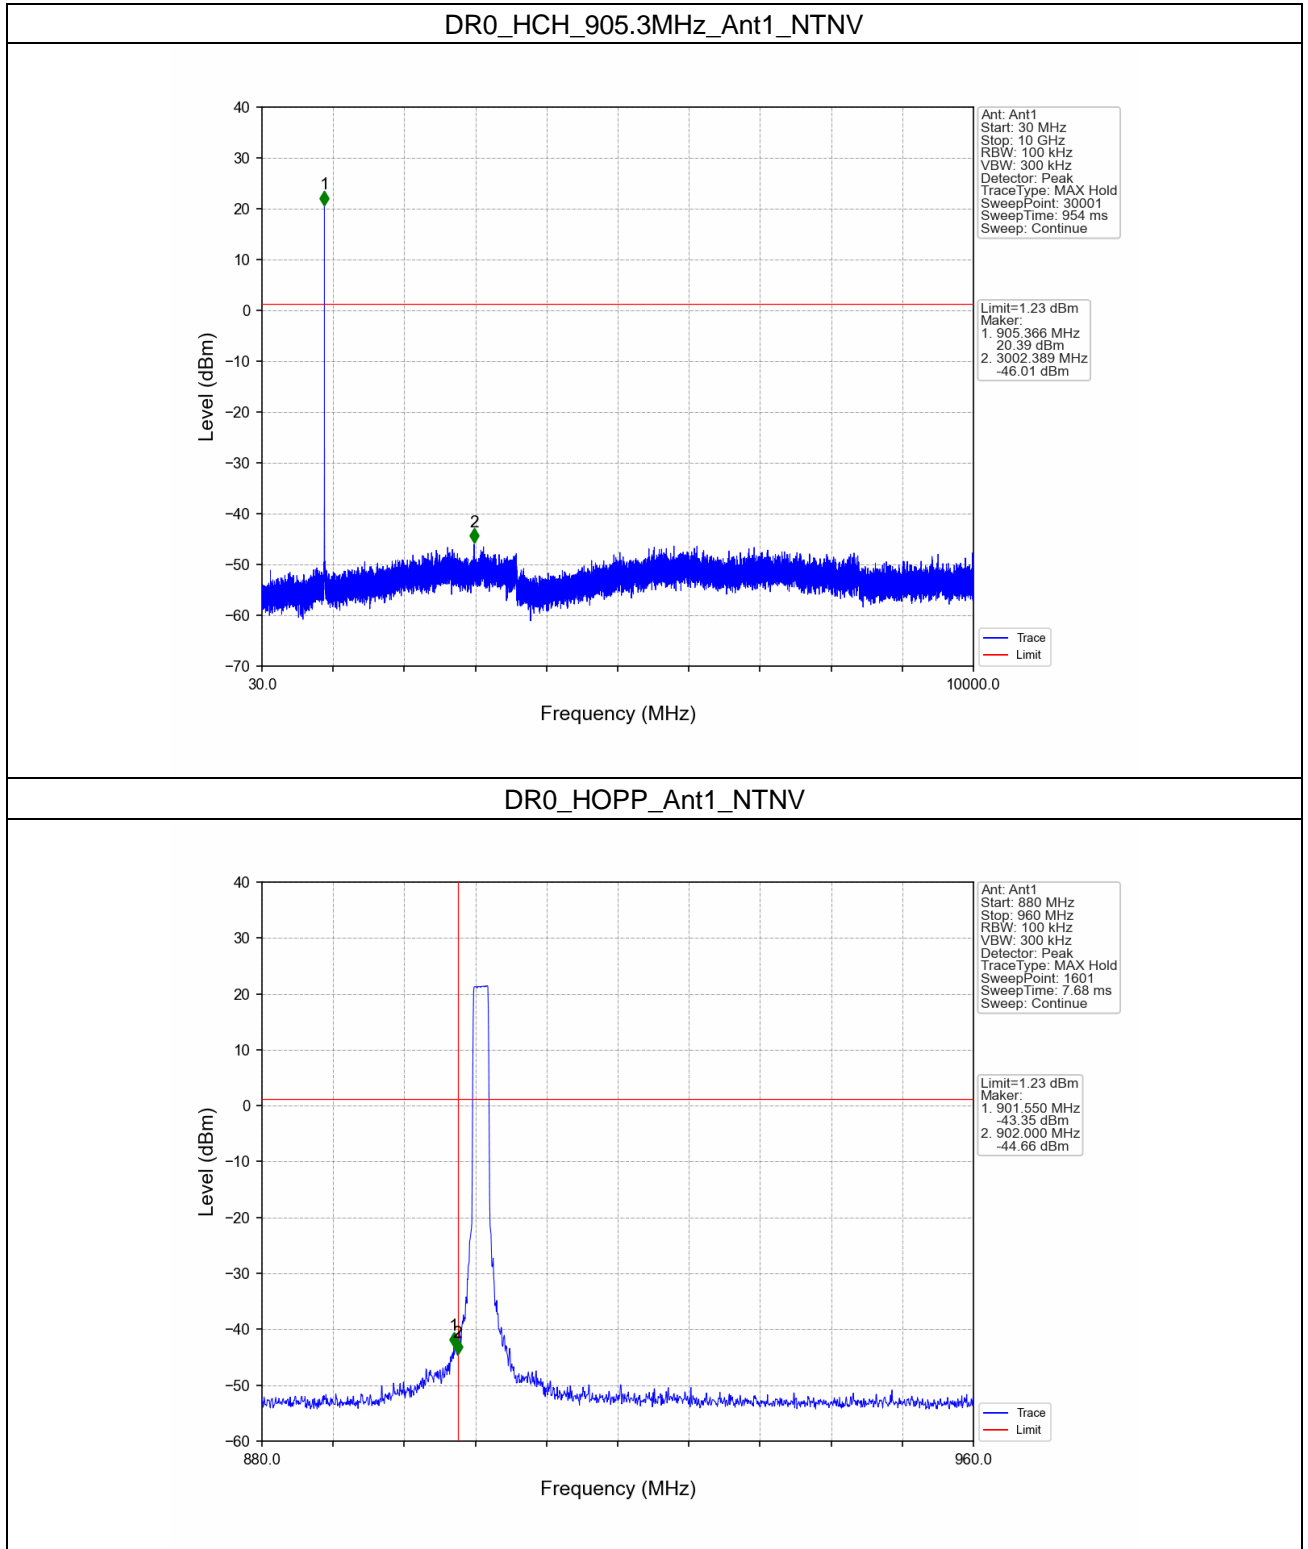 DR0_HCH_905.3MHz_Ant1_NTNV
40
30
20
10
0
−10
−20
−30
−40
−50
−60
−70
Level (dBm)
1
2
30.0
10000.0
Frequency (MHz)
Ant: Ant1
Start: 30 MHz
Stop: 10 GHz
RBW: 100 kHz
VBW: 300 kHz
Detector: Peak
TraceType: MAX Hold
SweepPoint: 30001
SweepTime: 954 ms
Sweep: Continue
Limit=1.23 dBm
Maker:
1. 905.366 MHz
20.39 dBm
2. 3002.389 MHz
-46.01 dBm
Trace
Limit
DR0_HOPP_Ant1_NTNV
40
30
20
10
0
−10
−20
−30
−40
−50
−60
Level (dBm)
1
2
880.0
960.0
Frequency (MHz)
Ant: Ant1
Start: 880 MHz
Stop: 960 MHz
RBW: 100 kHz
VBW: 300 kHz
Detector: Peak
TraceType: MAX Hold
SweepPoint: 1601
SweepTime: 7.68 ms
Sweep: Continue
Limit=1.23 dBm
Maker:
1. 901.550 MHz
-43.35 dBm
2. 902.000 MHz
-44.66 dBm
Trace
Limit